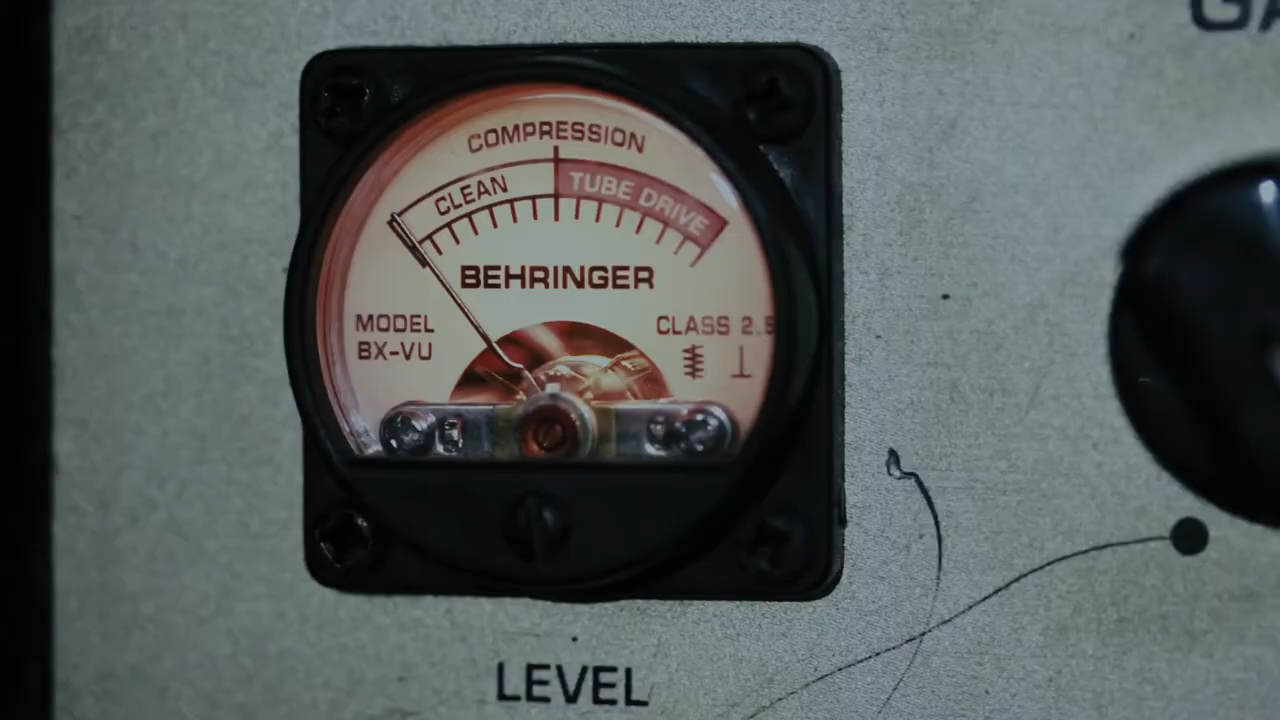 COMPRESSION
CLEAN
TUBE DRIVE
BEHRINGER
MODEL
BX-VU
CLASS 2.5
LEVEL